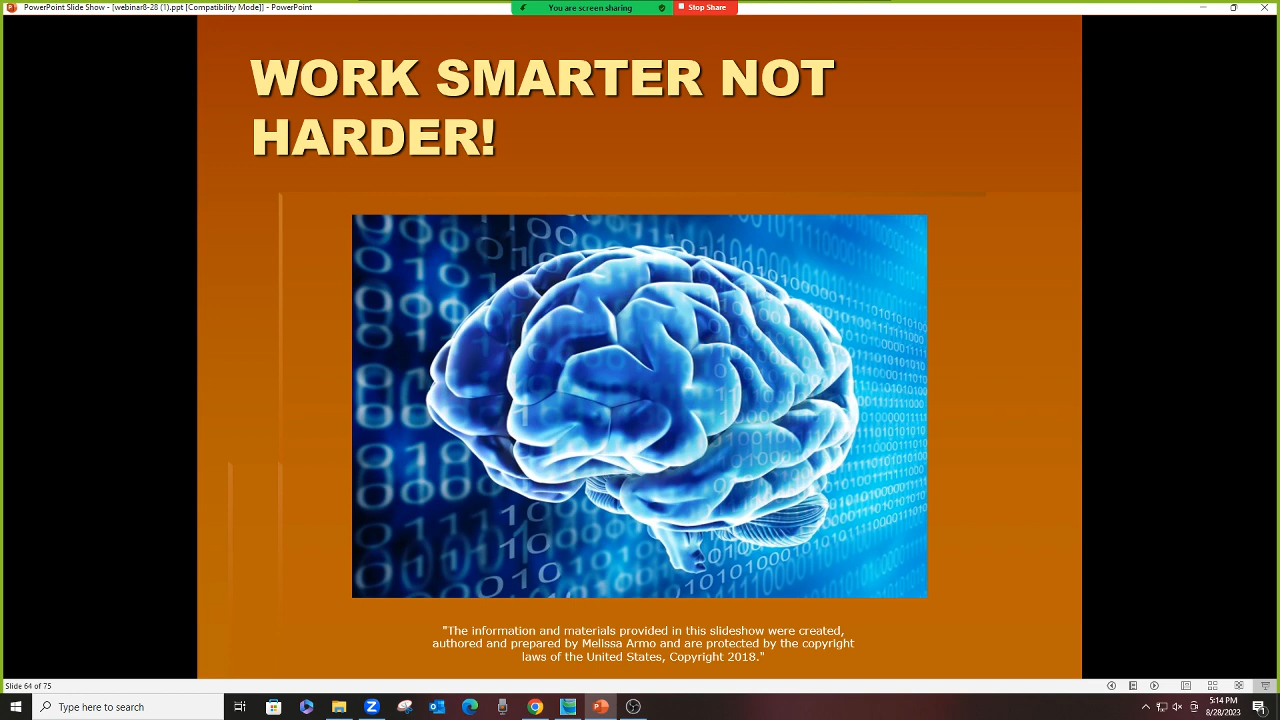 PowerPoint Slide Show - [webinar8-28 (1).ppt [Compatibility Mode]] - PowerPoint
You are screen sharing
Stop Share
WORK SMARTER NOT
HARDER!
"The information and materials provided in this slideshow were created,
authored and prepared by Melissa Armo and are protected by the copyright
laws of the United States, Copyright 2018."
Slide 64 of 75
Type here to search
5:14 PM
8/28/2023